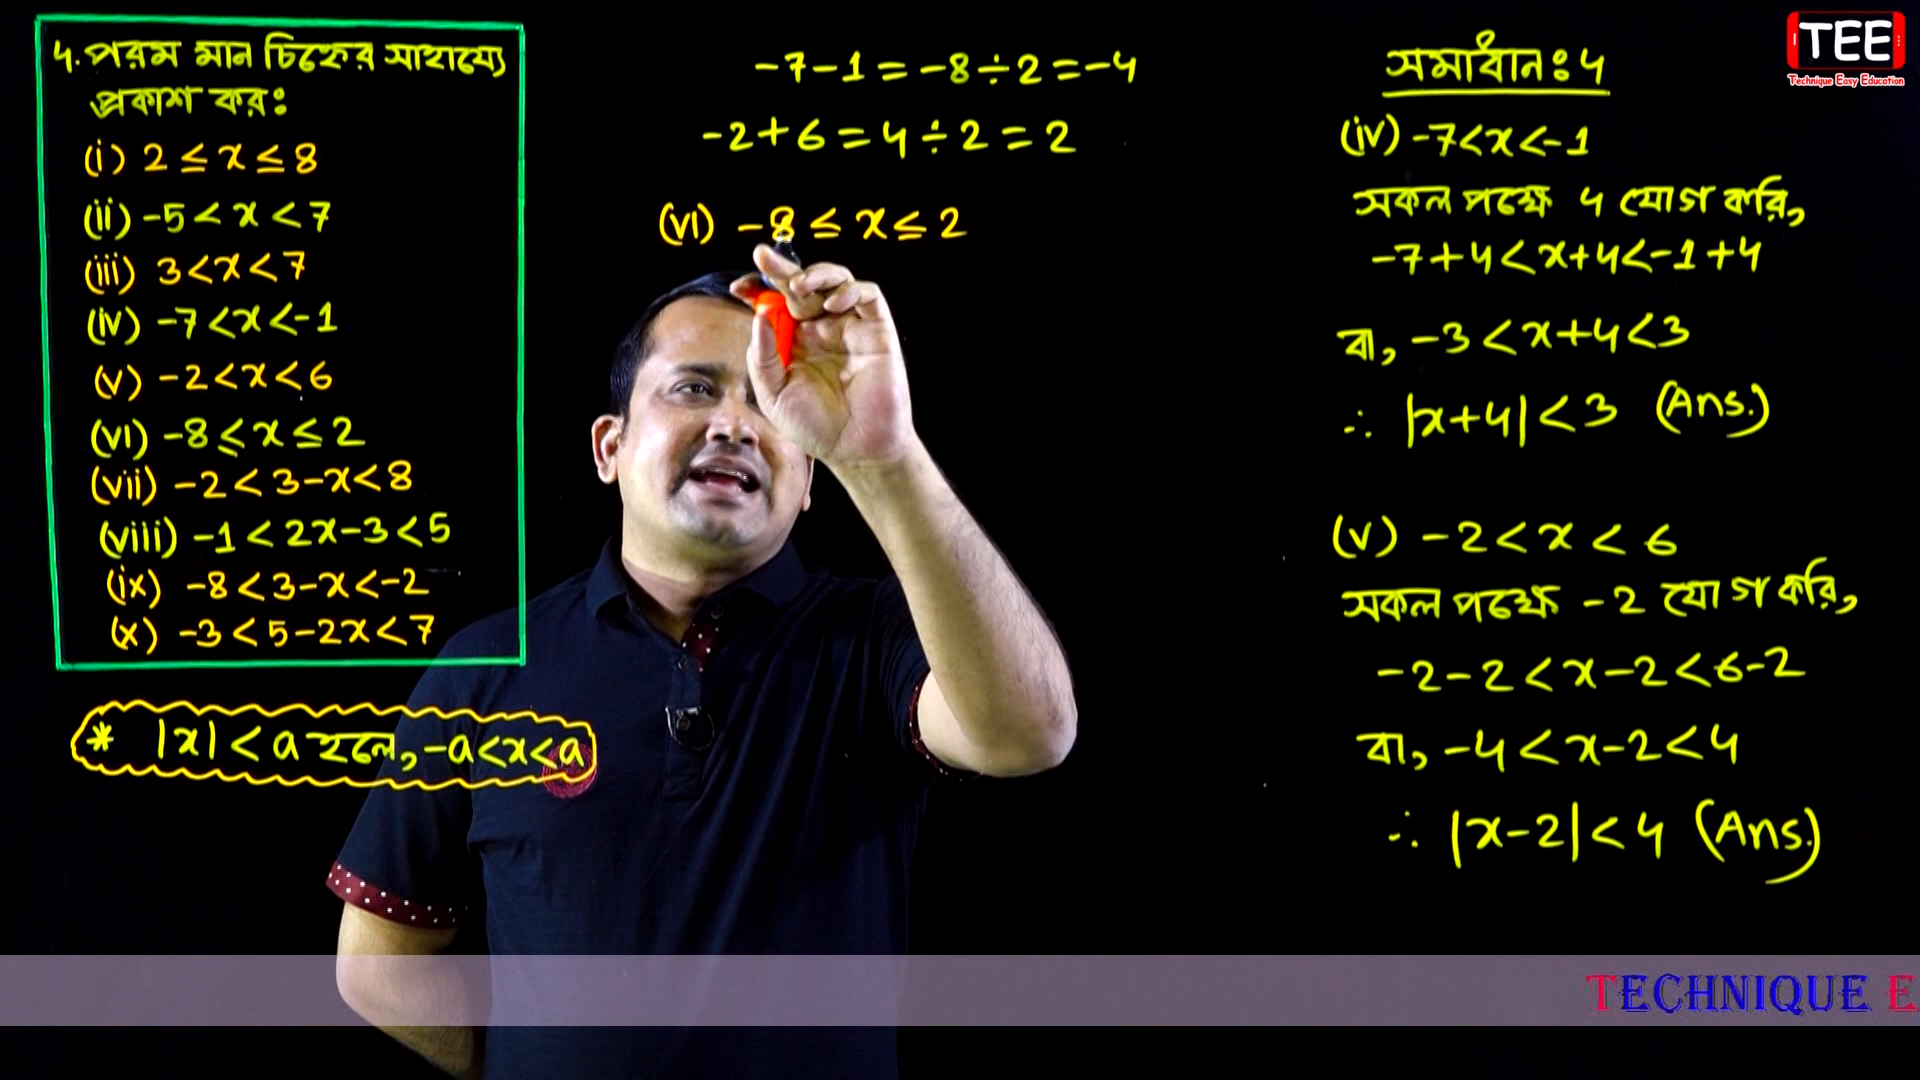 ৭. পরম মান চিহ্নের সাহায্যে
প্রকাশ কর:
(i) 2 ≤ x ≤ 8
(ii) -5 < x < 7
(iii) 3 < x < 7
(iv) -7 < x < -1
(v) -2 < x < 6
(vi) -8 ≤ x ≤ 2
(vii) -2 < 3-x < 8
(viii) -1 < 2x-3 < 5
(ix) -8 < 3-x < -2
(x) -3 < 5-2x < 7
* |x| < a হলে, -a < x < a
-7-1 = -8 ÷ 2 = -4
-2+6 = 4 ÷ 2 = 2
(vi) -8 ≤ x ≤ 2
সমাধান: 4
(iv) -7 < x < -1
সকল পক্ষে 4 যোগ করি,
-7+4 < x+4 < -1+4
বা, -3 < x+4 < 3
∴ |x+4| < 3 (Ans.)
(v) -2 < x < 6
সকল পক্ষে -2 যোগ করি,
-2-2 < x-2 < 6-2
বা, -4 < x-2 < 4
∴ |x-2| < 4 (Ans.)
TEE
Technique Easy Education
TECHNIQUE E